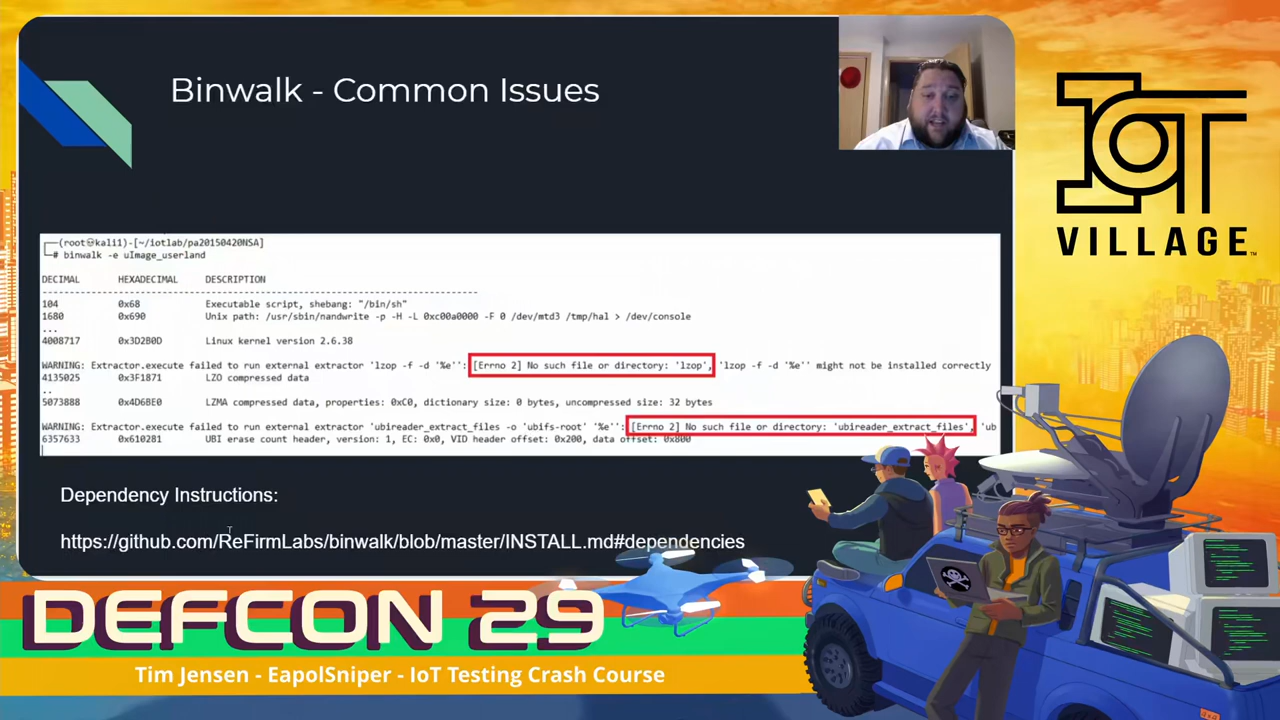 Binwalk - Common Issues
IOT
VILLAGE™
┌──(root㉿kali1)-[~/iotlab/pa20150420NSA]
└─# binwalk -e uImage_userland
DECIMAL HEXADECIMAL DESCRIPTION
--------------------------------------------------------------------------------
104 0x68 Executable script, shebang: "/bin/sh"
1680 0x690 Unix path: /usr/sbin/nandwrite -p -H -L 0xc00a0000 -F 0 /dev/mtd3 /tmp/hal > /dev/console
...
4008717 0x3D2B0D Linux kernel version 2.6.38
WARNING: Extractor.execute failed to run external extractor 'lzop -f -d '%e'': [Errno 2] No such file or directory: 'lzop', 'lzop -f -d '%e'' might not be installed correctly
4135025 0x3F1871 LZO compressed data
..
5073888 0x4D6BE0 LZMA compressed data, properties: 0xC0, dictionary size: 0 bytes, uncompressed size: 32 bytes
WARNING: Extractor.execute failed to run external extractor 'ubireader_extract_files -o 'ubifs-root' '%e'': [Errno 2] No such file or directory: 'ubireader_extract_files', 'ub
6357633 0x610281 UBI erase count header, version: 1, EC: 0x0, VID header offset: 0x200, data offset: 0x800
Dependency Instructions:
https://github.com/ReFirmLabs/binwalk/blob/master/INSTALL.md#dependencies
DEFCON 29
Tim Jensen - EapolSniper - IoT Testing Crash Course